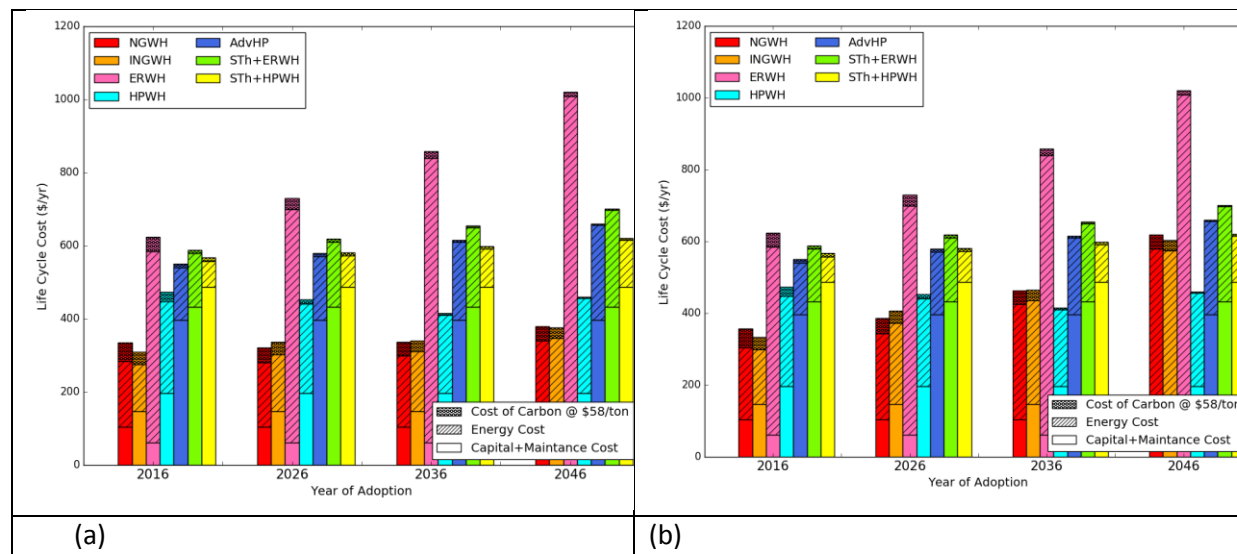 1200
1000
800
600
400
200
0
Life Cycle Cost ($/yr)
NGWH
INGWH
ERWH
HPWH
AdvHP
STh+ERWH
STh+HPWH
Cost of Carbon @ $58/ton
Energy Cost
Capital+Maintance Cost
2016 2026 2036 2046
Year of Adoption
(a)
1200
1000
800
600
400
200
0
Life Cycle Cost ($/yr)
NGWH
INGWH
ERWH
HPWH
AdvHP
STh+ERWH
STh+HPWH
Cost of Carbon @ $58/ton
Energy Cost
Capital+Maintance Cost
2016 2026 2036 2046
Year of Adoption
(b)